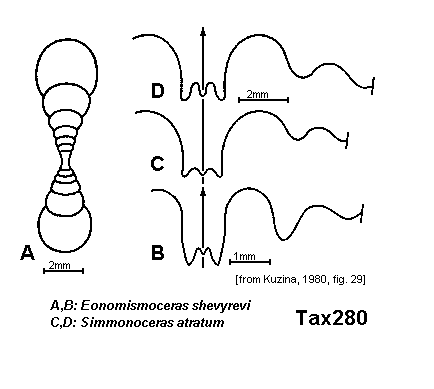 D
2mm
C
B
1mm
A
2mm
[from Kuzina, 1980, fig. 29]
A,B: Eonomismoceras shevyrevi
C,D: Simmonoceras atratum
Tax280